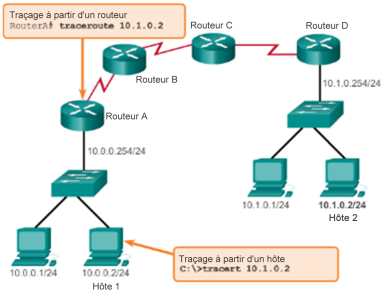 Traçage à partir d'un routeur
RouterA# traceroute 10.1.0.2
Routeur C
Routeur D
Routeur B
Routeur A
10.1.0.254/24
10.0.0.254/24
10.1.0.1/24
10.1.0.2/24
Hôte 2
Traçage à partir d'un hôte
C:\>tracert 10.1.0.2
10.0.0.1/24
10.0.0.2/24
Hôte 1